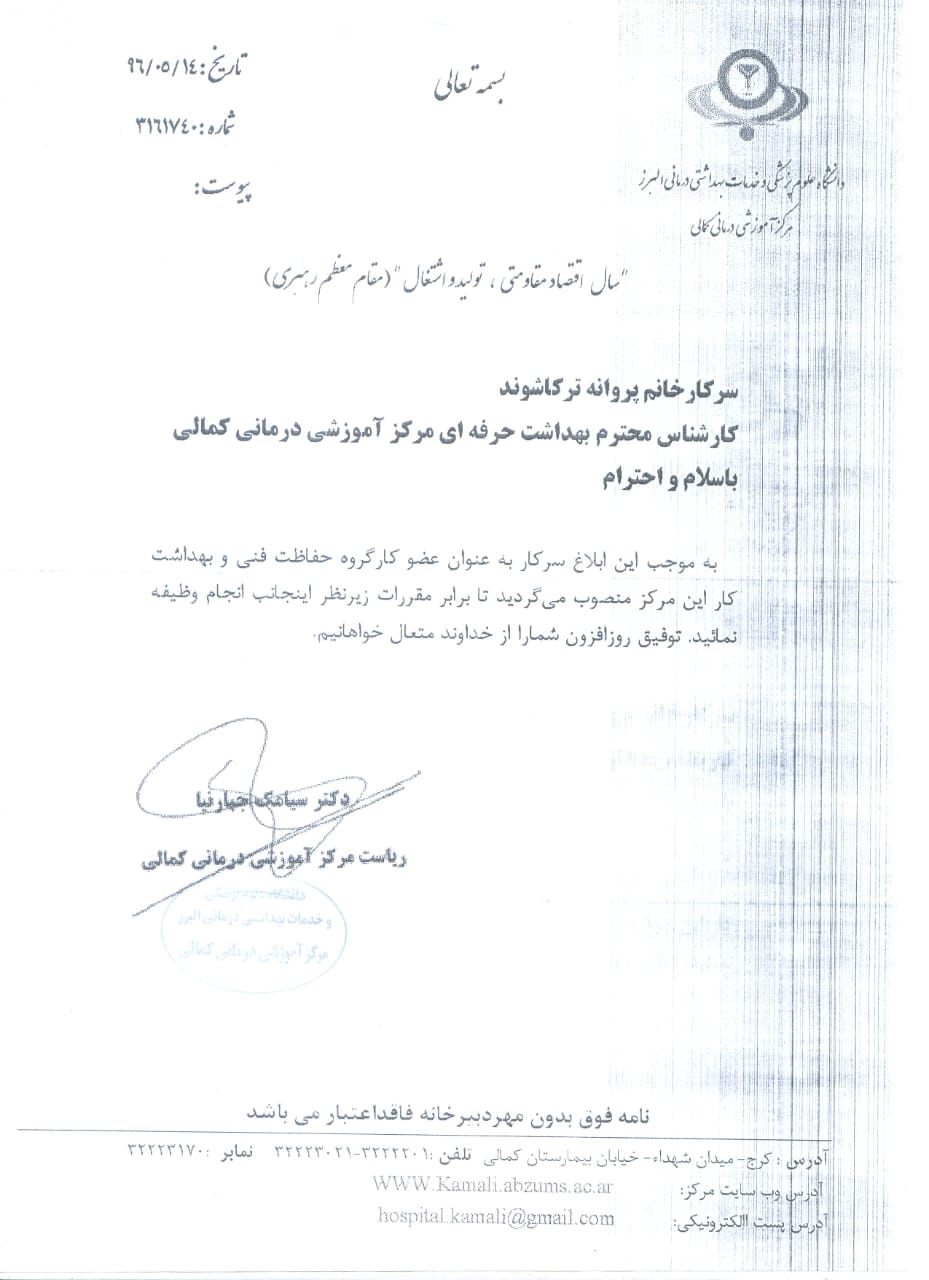 بسمه تعالی
تاریخ: ۹۶/۰۵/۱۴
شماره: ۳۱۶۱۷۴۰
پیوست:
دانشگاه علوم پزشکی و خدمات بهداشتی درمانی البرز
مرکز آموزشی درمانی کمالی
"سال اقتصاد مقاومتی ، تولید و اشتغال" (مقام معظم رهبری)
سرکارخانم پروانه ترکاشوند
کارشناس محترم بهداشت حرفه ای مرکز آموزشی درمانی کمالی
باسلام و احترام
به موجب این ابلاغ سرکار به عنوان عضو کارگروه حفاظت فنی و بهداشت
کار این مرکز منصوب می‌گردید تا برابر مقررات زیرنظر اینجانب انجام وظیفه
نمائید. توفیق روزافزون شمارا از خداوند متعال خواهانیم.
دکتر سیامک
ریاست مرکز آموزشی درمانی کمالی
دانشگاه علوم پزشکی
و خدمات بهداشتی درمانی البرز
مرکز آموزشی درمانی کمالی
نامه فوق بدون مهردبیرخانه فاقداعتبار می باشد
آدرس : کرج- میدان شهداء- خیابان بیمارستان کمالی تلفن :۳۲۲۲۳۰۲۱-۳۲۲۲۲۰۱ نمابر :۳۲۲۲۳۱۷۰
آدرس وب سایت مرکز: WWW.Kamali.abzums.ac.ar
آدرس پست االکترونیکی: hospital.kamali@gmail.com